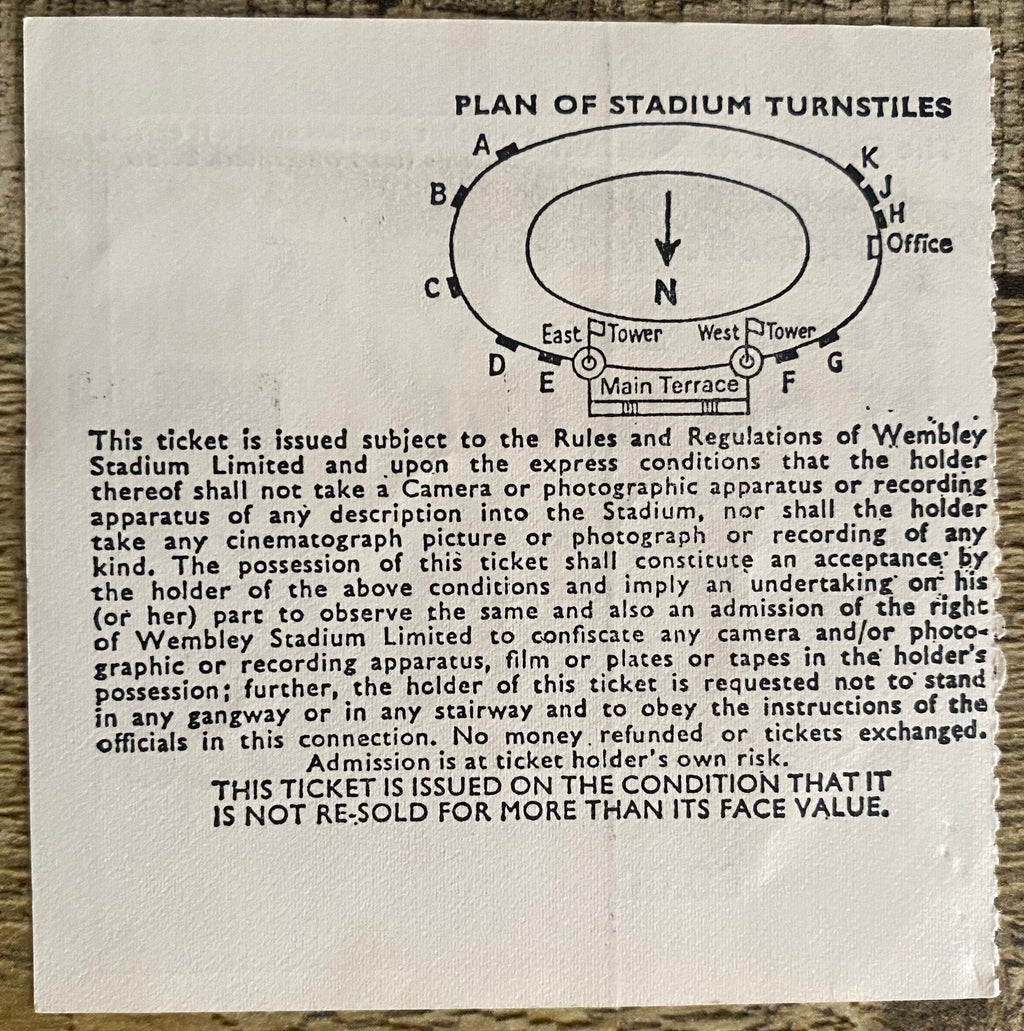 PLAN OF STADIUM TURNSTILES
A
K
B
J
H
Office
C
N
East Tower
West Tower
D
E
Main Terrace
F
G
This ticket is issued subject to the Rules and Regulations of Wembley
Stadium Limited and upon the express conditions that the holder
thereof shall not take a Camera or photographic apparatus or recording
apparatus of any description into the Stadium, nor shall the holder
take any cinematograph picture or photograph or recording of any
kind. The possession of this ticket shall constitute an acceptance by
the holder of the above conditions and imply an undertaking on his
(or her) part to observe the same and also an admission of the right
of Wembley Stadium Limited to confiscate any camera and/or photo-
graphic or recording apparatus, film or plates or tapes in the holder's
possession; further, the holder of this ticket is requested not to stand
in any gangway or in any stairway and to obey the instructions of the
officials in this connection. No money refunded or tickets exchanged.
Admission is at ticket holder's own risk.
THIS TICKET IS ISSUED ON THE CONDITION THAT IT
IS NOT RE-SOLD FOR MORE THAN ITS FACE VALUE.